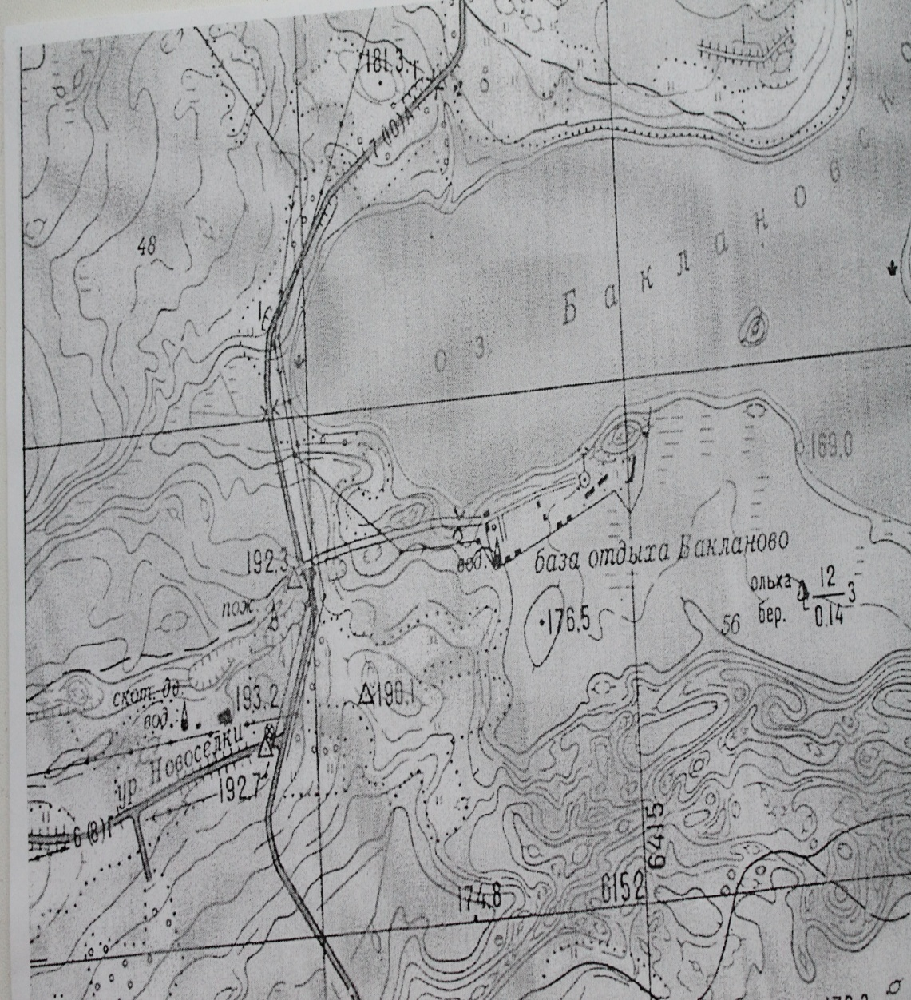 181.3
7 (10) А
48
оз. Бакланово
169.0
192.3
вод.
база отдыха Бакланово
пож.
176.5
ольха
бер.
12
0.14
3
56
скот. дв.
193.2
190.1
вод.
ур. Новоселки
192.7
6 (8) Г
6415
174.8
6152